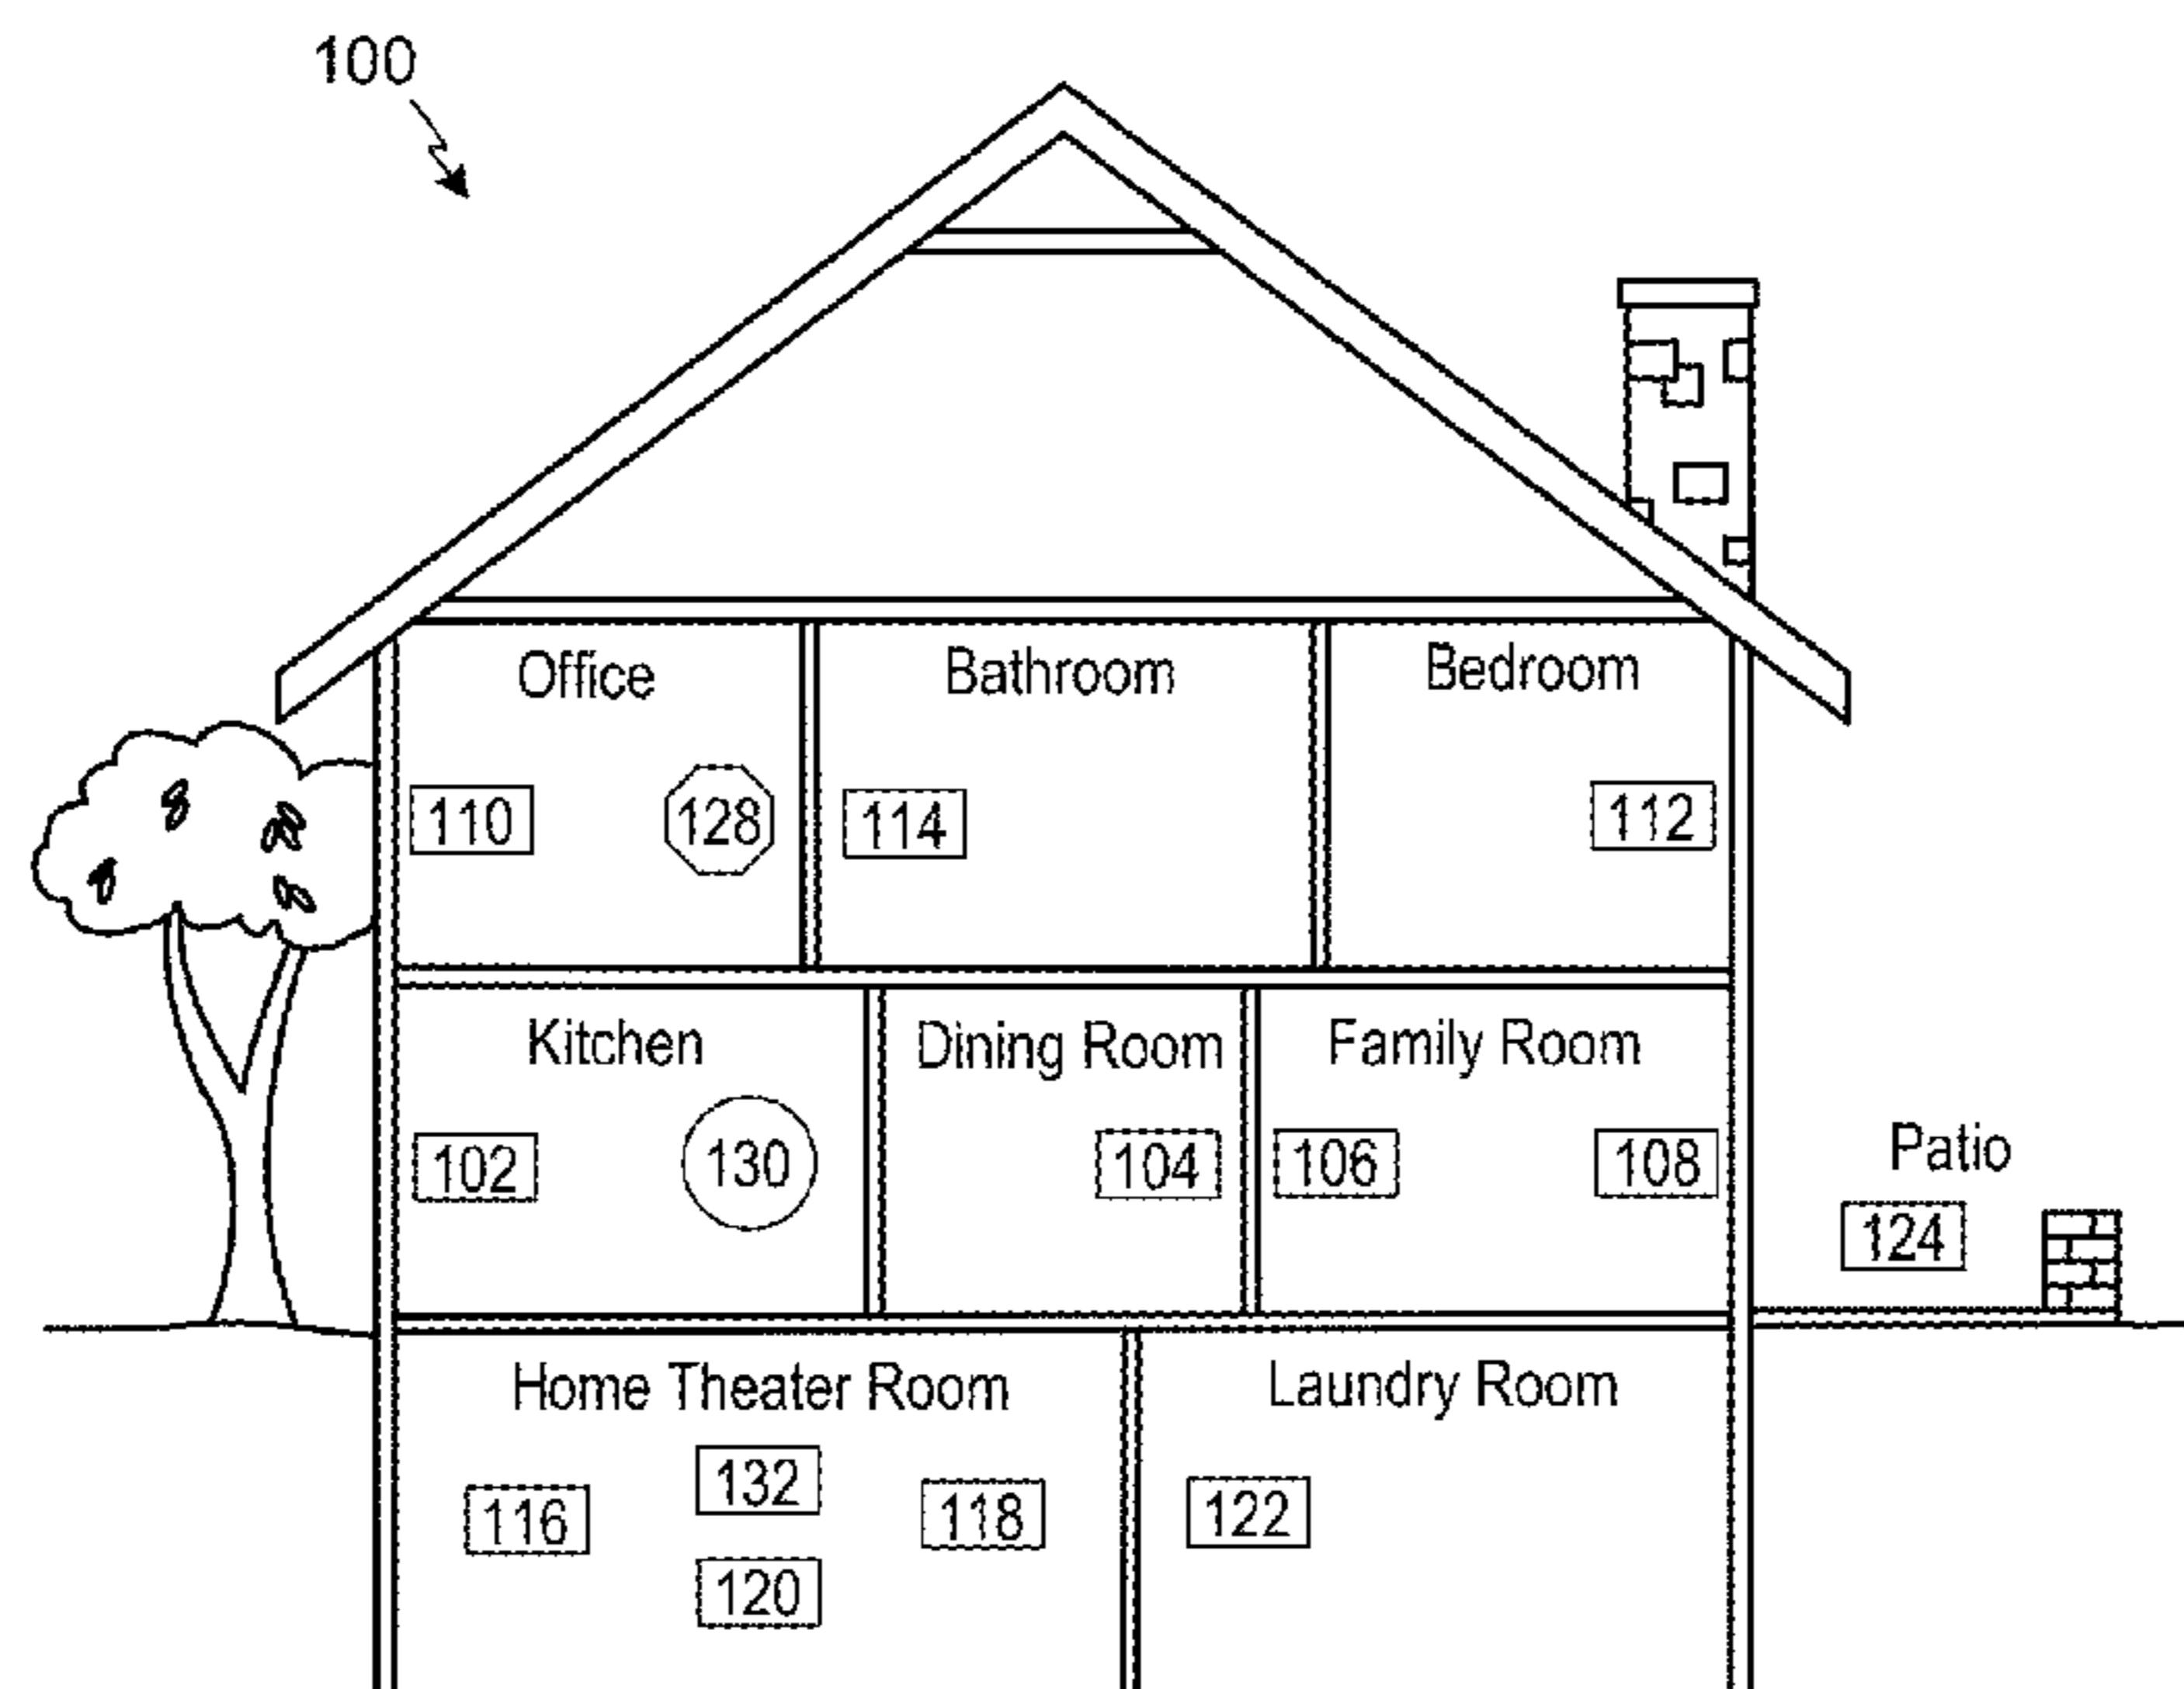 100
Office Bathroom Bedroom
110 128 114 112
Kitchen Dining Room Family Room
102 130 104 106 108
Patio
124
Home Theater Room Laundry Room
132
116 118 122
120